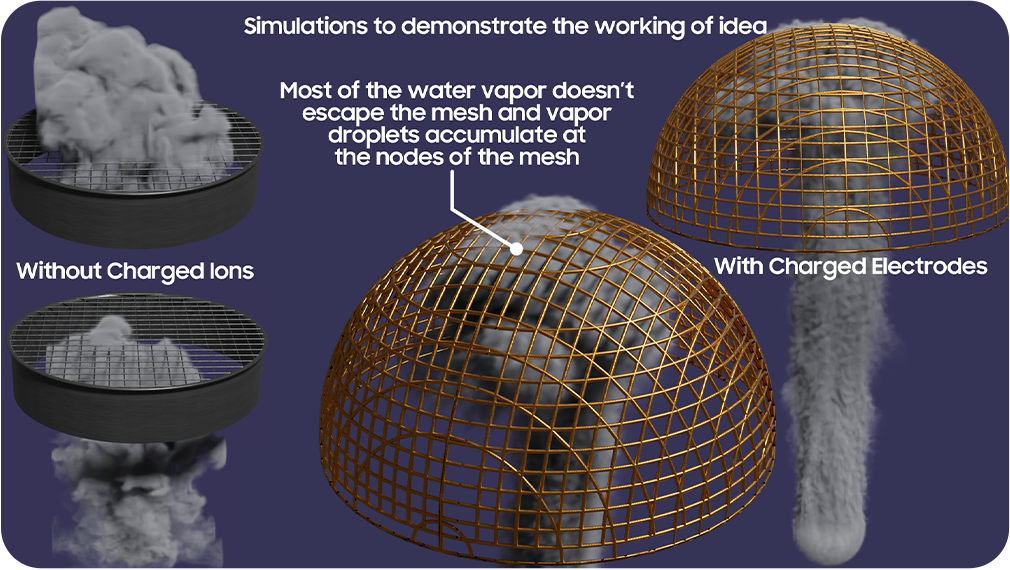 Simulations to demonstrate the working of idea
Most of the water vapor doesn't
escape the mesh and vapor
droplets accumulate at
the nodes of the mesh
Without Charged Ions
With Charged Electrodes